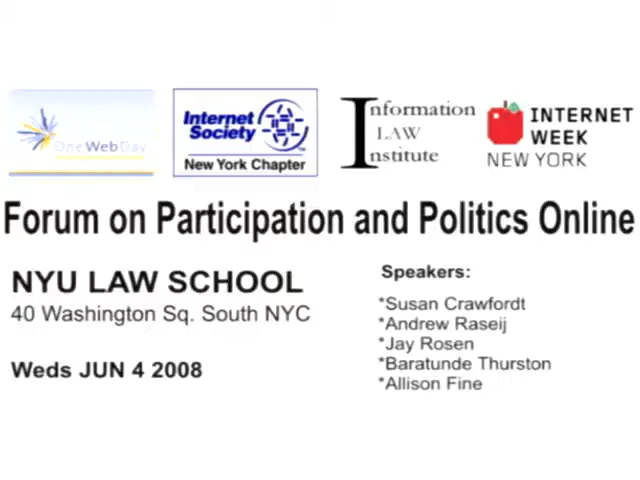 OneWebDay
Internet Society
New York Chapter
Information
LAW
Institute
INTERNET
WEEK
NEW YORK
Forum on Participation and Politics Online
NYU LAW SCHOOL
40 Washington Sq. South NYC
Weds JUN 4 2008
Speakers:
*Susan Crawfordt
*Andrew Raseij
*Jay Rosen
*Baratunde Thurston
*Allison Fine